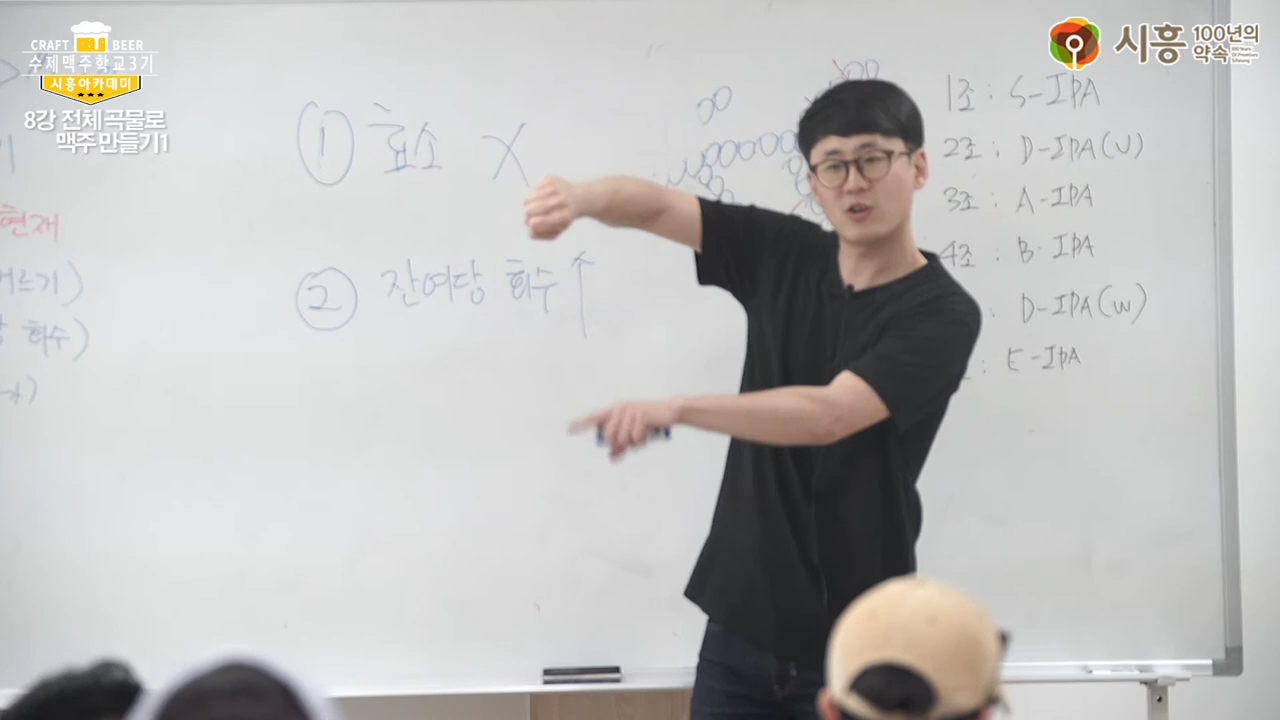 CRAFT BEER
수제맥주학교3기
시흥아카데미
8강 전체곡물로
맥주 만들기1
시흥 100년의
약속
① 효소 X
② 잔여당 회수 ↑
현재
거르기)
회수)
1조 : S-IPA
2조 : D-IPA(U)
3조 : A-IPA
4조 : B-IPA
: D-IPA(W)
: E-IPA